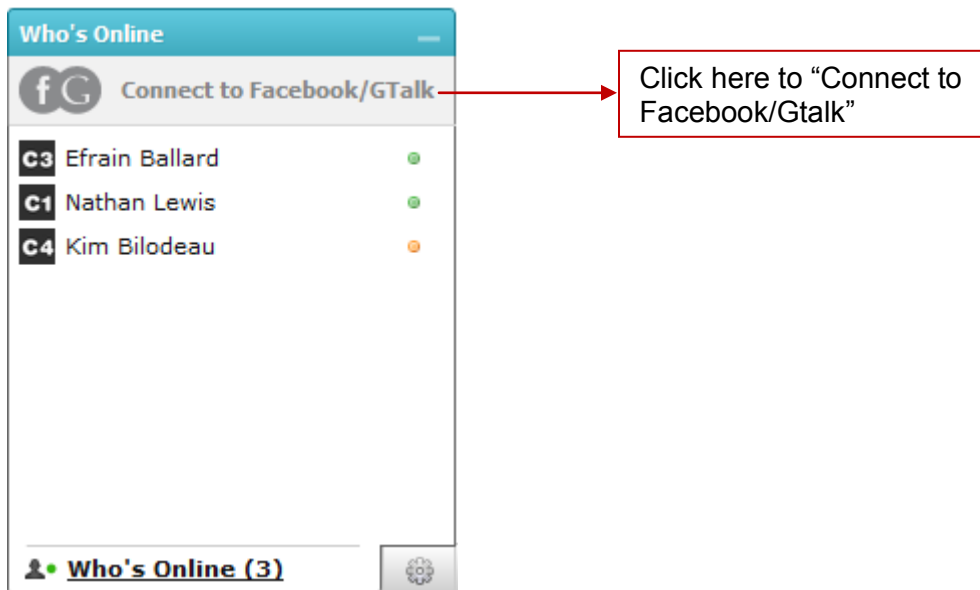 Who's Online
f G Connect to Facebook/GTalk
Click here to “Connect to
Facebook/Gtalk”
C3 Efrain Ballard
C1 Nathan Lewis
C4 Kim Bilodeau
Who's Online (3)